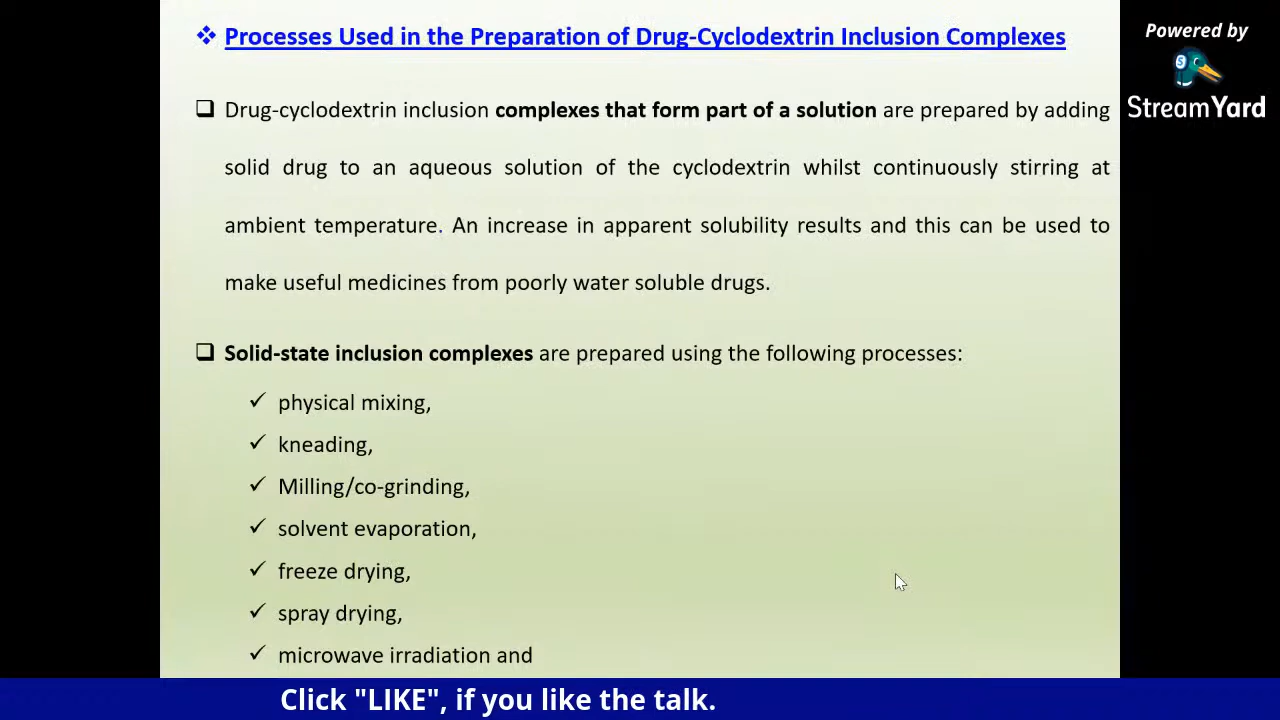 Processes Used in the Preparation of Drug-Cyclodextrin Inclusion Complexes
Powered by
StreamYard
Drug-cyclodextrin inclusion complexes that form part of a solution are prepared by adding
solid drug to an aqueous solution of the cyclodextrin whilst continuously stirring at
ambient temperature. An increase in apparent solubility results and this can be used to
make useful medicines from poorly water soluble drugs.
Solid-state inclusion complexes are prepared using the following processes:
physical mixing,
kneading,
Milling/co-grinding,
solvent evaporation,
freeze drying,
spray drying,
microwave irradiation and
Click "LIKE", if you like the talk.